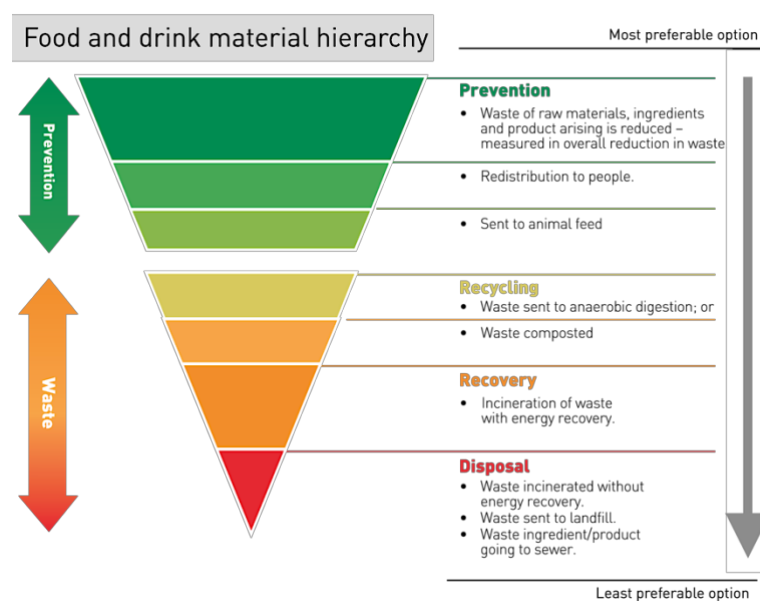 Food and drink material hierarchy
Most preferable option
Prevention
Prevention
• Waste of raw materials, ingredients
and product arising is reduced –
measured in overall reduction in waste
• Redistribution to people.
• Sent to animal feed
Waste
Recycling
• Waste sent to anaerobic digestion; or
• Waste composted
Recovery
• Incineration of waste
with energy recovery.
Disposal
• Waste incinerated without
energy recovery.
• Waste sent to landfill.
• Waste ingredient/product
going to sewer.
Least preferable option